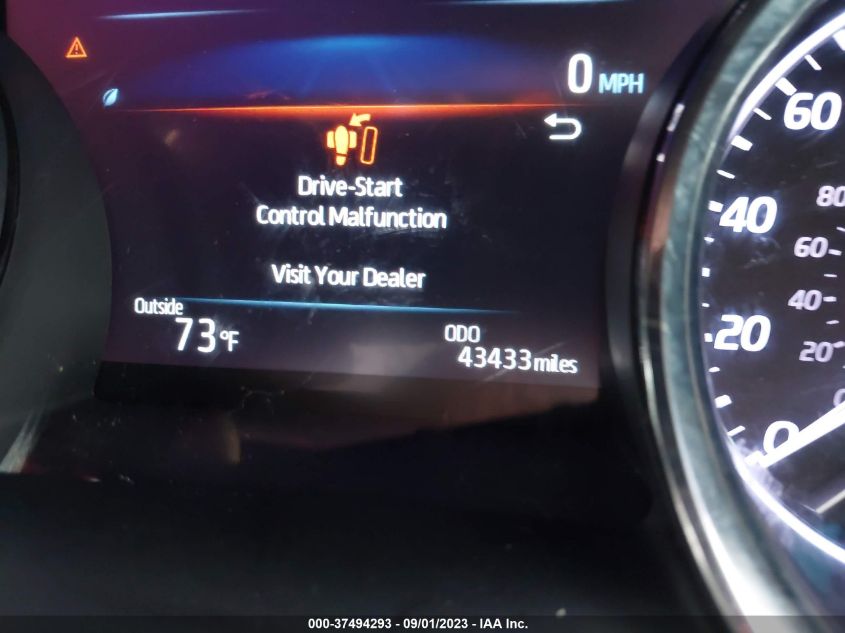 0 MPH
Drive-Start
Control Malfunction
Visit Your Dealer
Outside
73°F
ODO
43433 miles
60
40
20
0
80
60
40
20
0
000-37494293 - 09/01/2023 - IAA Inc.